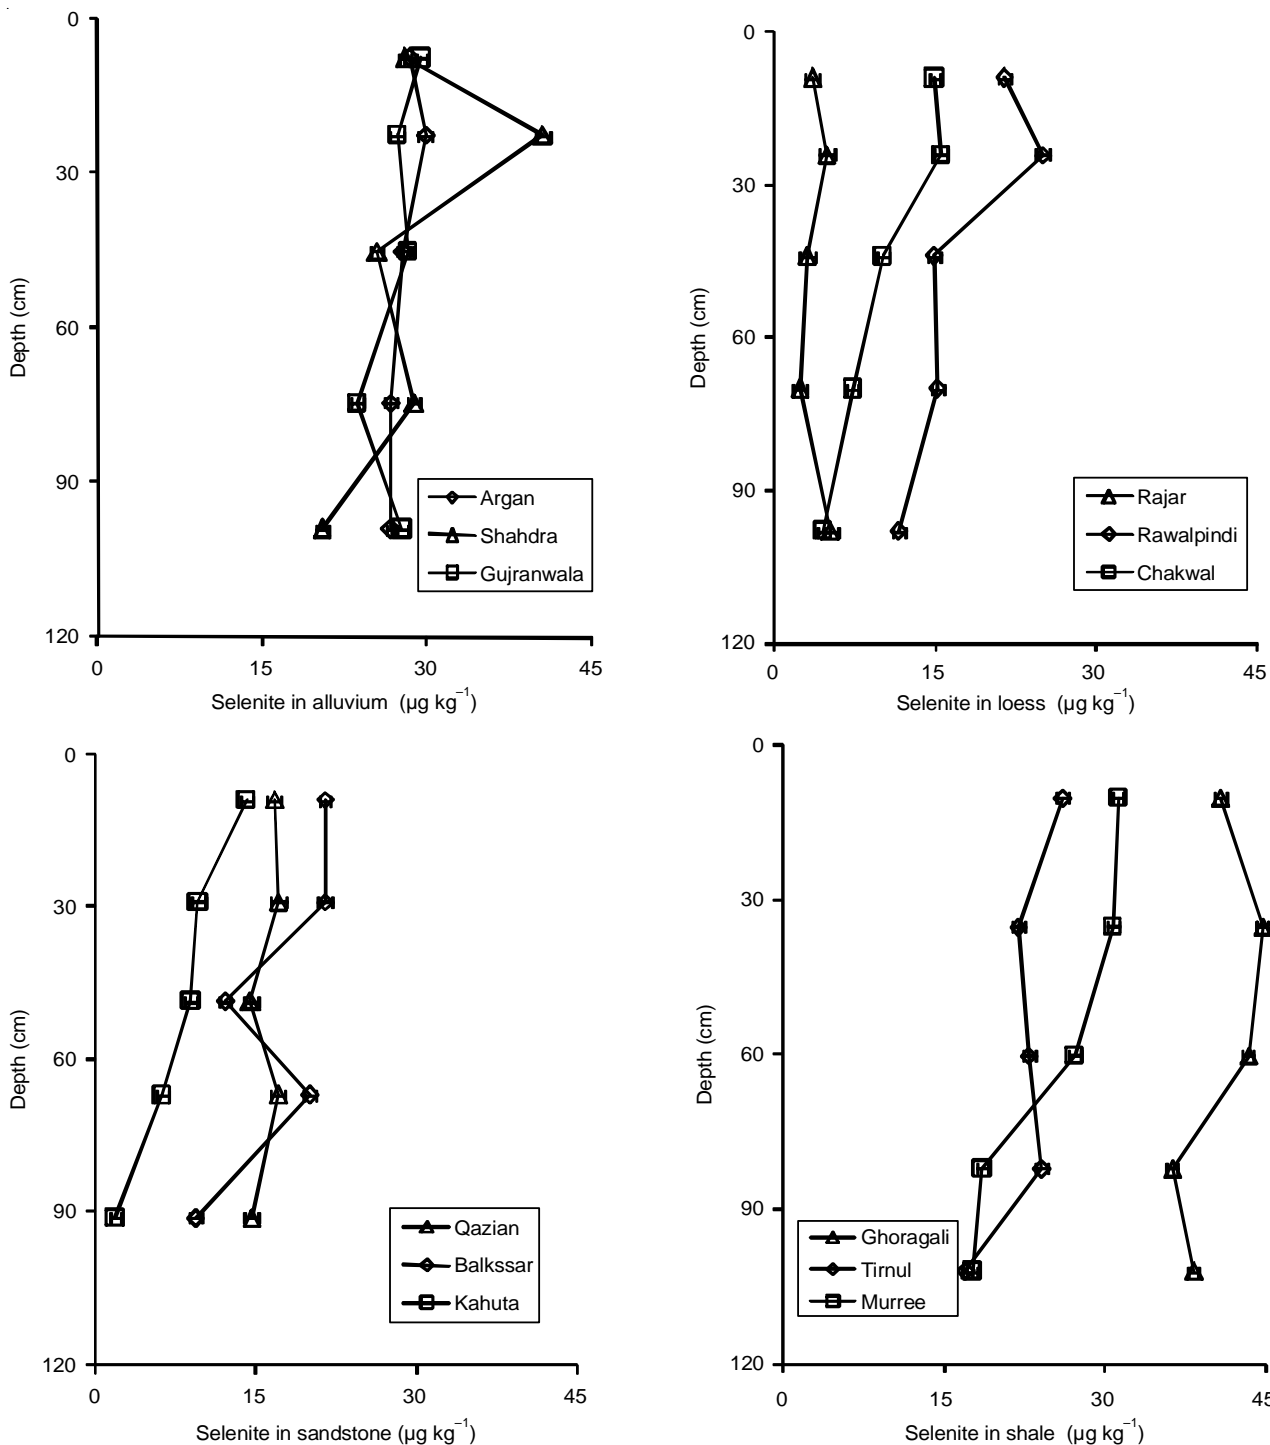 0
30
60
90
120
Depth (cm)
Argan
Shahdra
Gujranwala
0 15 30 45
Selenite in alluvium (µg kg⁻¹)
0
30
60
90
120
Depth (cm)
Rajar
Rawalpindi
Chakwal
0 15 30 45
Selenite in loess (µg kg⁻¹)
0
30
60
90
120
Depth (cm)
Qazian
Balkssar
Kahuta
0 15 30 45
Selenite in sandstone (µg kg⁻¹)
0
30
60
90
120
Depth (cm)
Ghoragali
Tirnul
Murree
0 15 30 45
Selenite in shale (µg kg⁻¹)